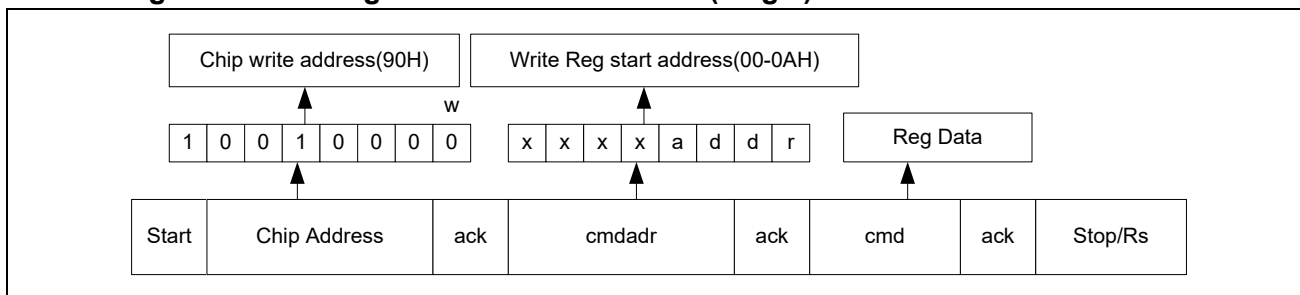 Chip write address(90H) Write Reg start address(00-0AH)
w
1 0 0 1 0 0 0 0 x x x x a d d r Reg Data
Start Chip Address ack cmdadr ack cmd ack Stop/Rs